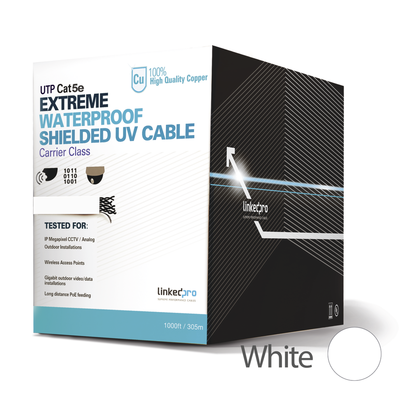 Cu
100%
High Quality Copper
UTP Cat5e
EXTREME
WATERPROOF
SHIELDED UV CABLE
Carrier Class
1011
0110
1001
TESTED FOR:
IP Megapixel CCTV / Analog
Outdoor Installations
Wireless Access Points
Gigabit outdoor video/data
installations
Long distance PoE feeding
linkedpro
1000ft / 305m
linkedpro
White